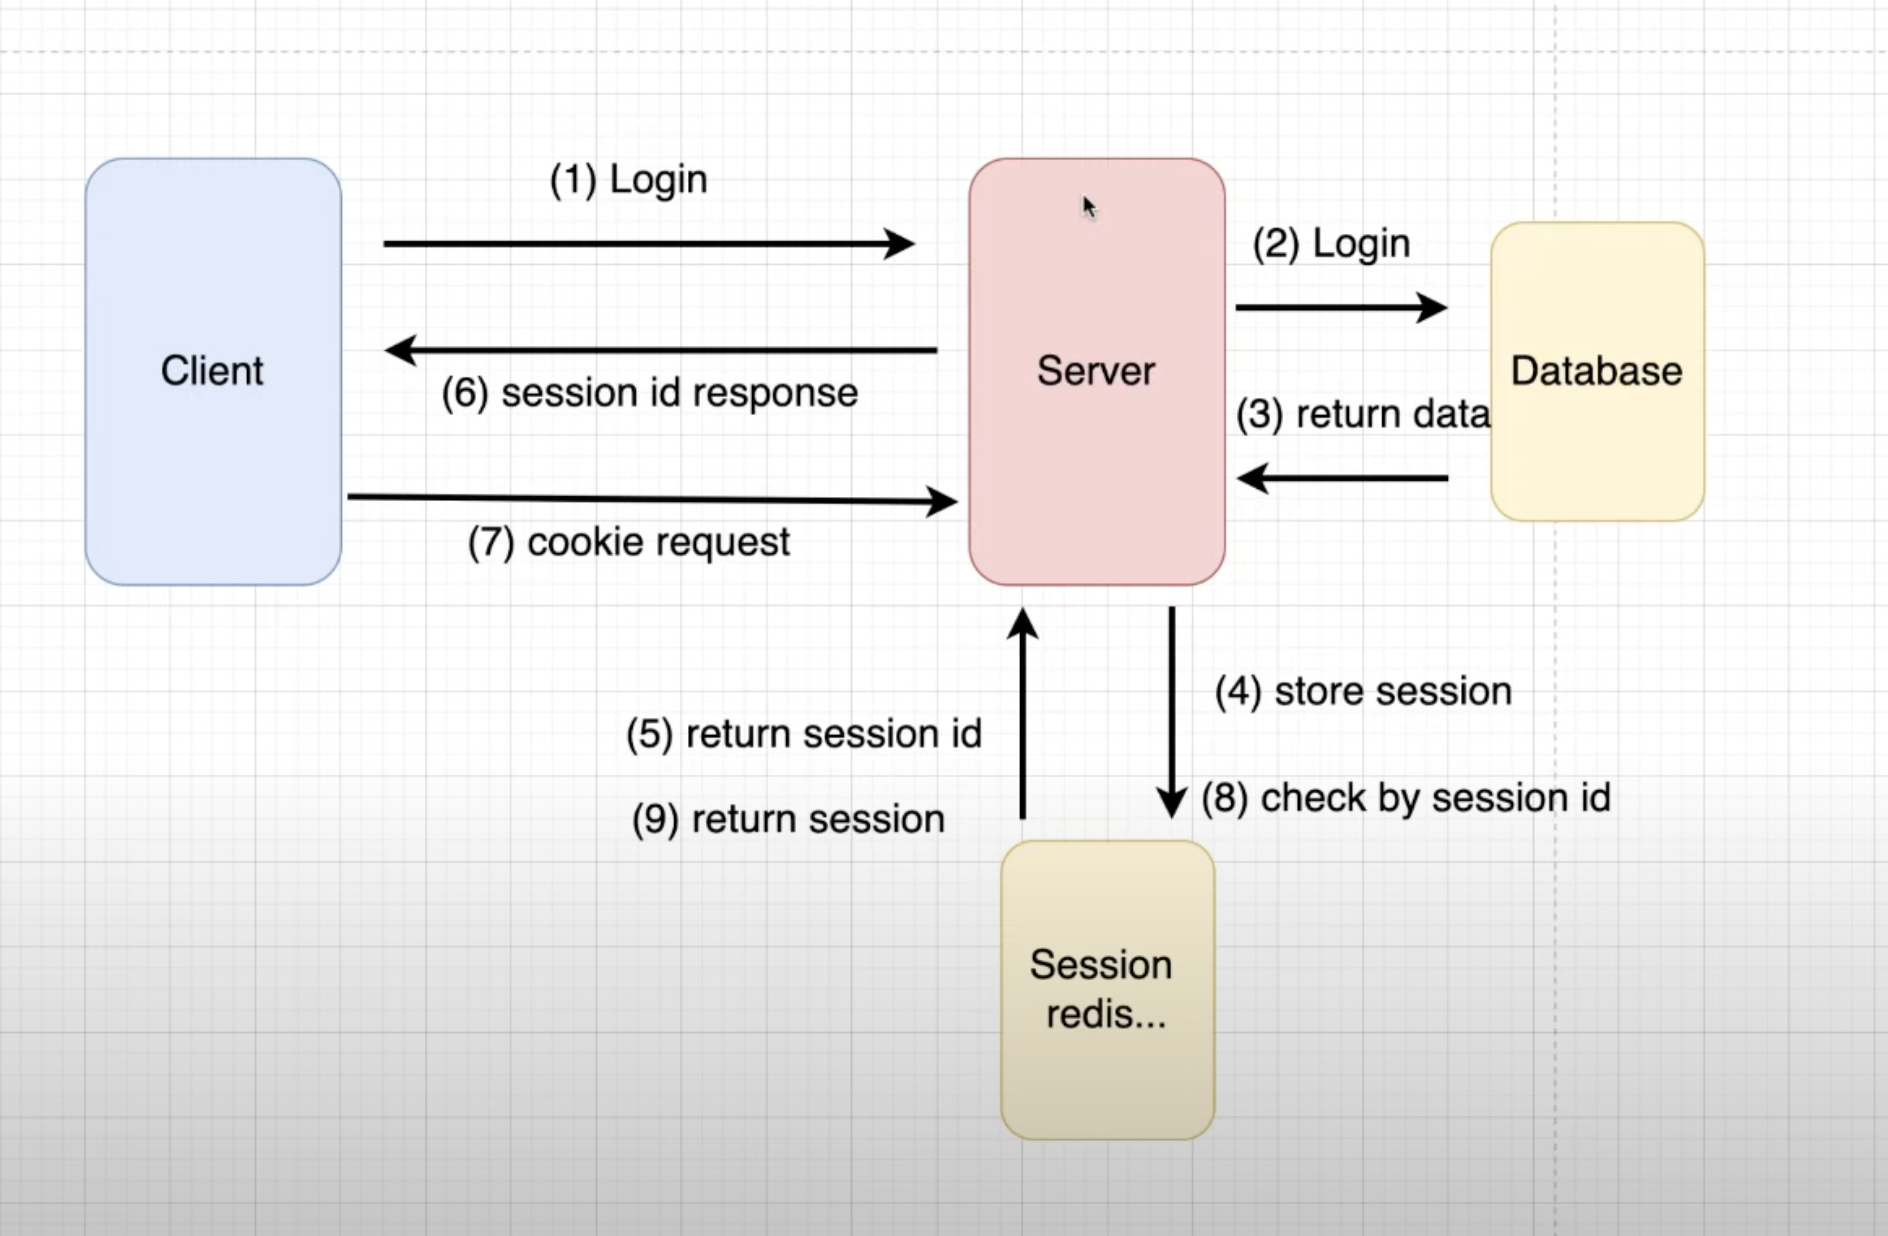 (1) Login
(2) Login
Client
Server
Database
(6) session id response
(3) return data
(7) cookie request
(4) store session
(5) return session id
(8) check by session id
(9) return session
Session
redis...